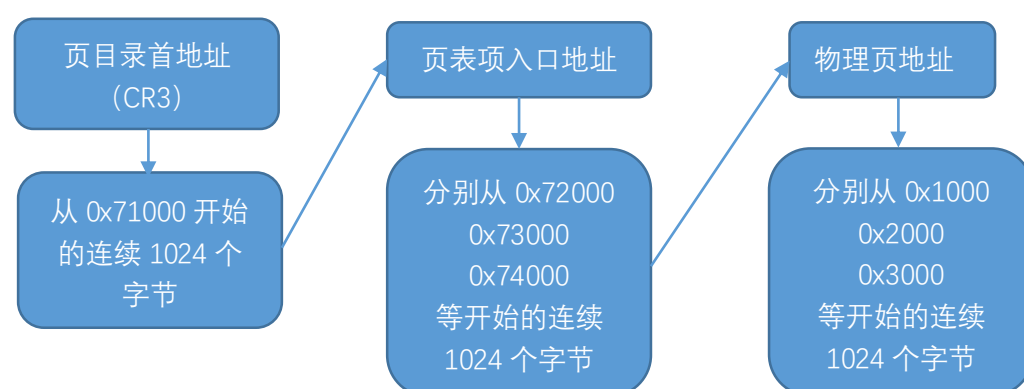 页目录首地址
（CR3）
从 0x71000 开始
的连续 1024 个
字节
页表项入口地址
分别从 0x72000
0x73000
0x74000
等开始的连续
1024 个字节
物理页地址
分别从 0x1000
0x2000
0x3000
等开始的连续
1024 个字节